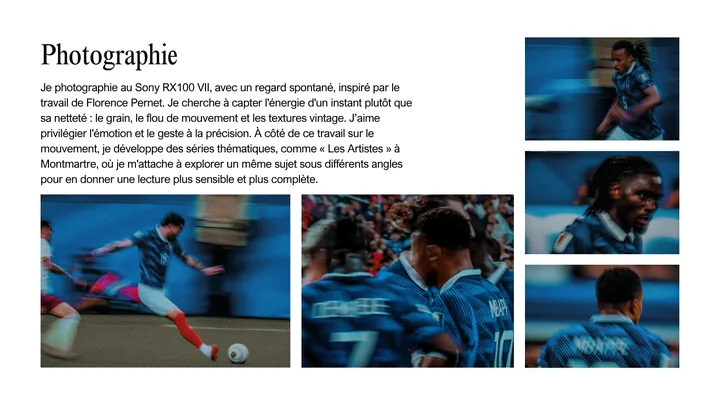 Photographie
Je photographie au Sony RX100 VII, avec un regard spontané, inspiré par le
travail de Florence Pernet. Je cherche à capter l'énergie d'un instant plutôt que
sa netteté : le grain, le flou de mouvement et les textures vintage. J'aime
privilégier l'émotion et le geste à la précision. À côté de ce travail sur le
mouvement, je développe des séries thématiques, comme « Les Artistes » à
Montmartre, où je m'attache à explorer un même sujet sous différents angles
pour en donner une lecture plus sensible et plus complète.
7
10